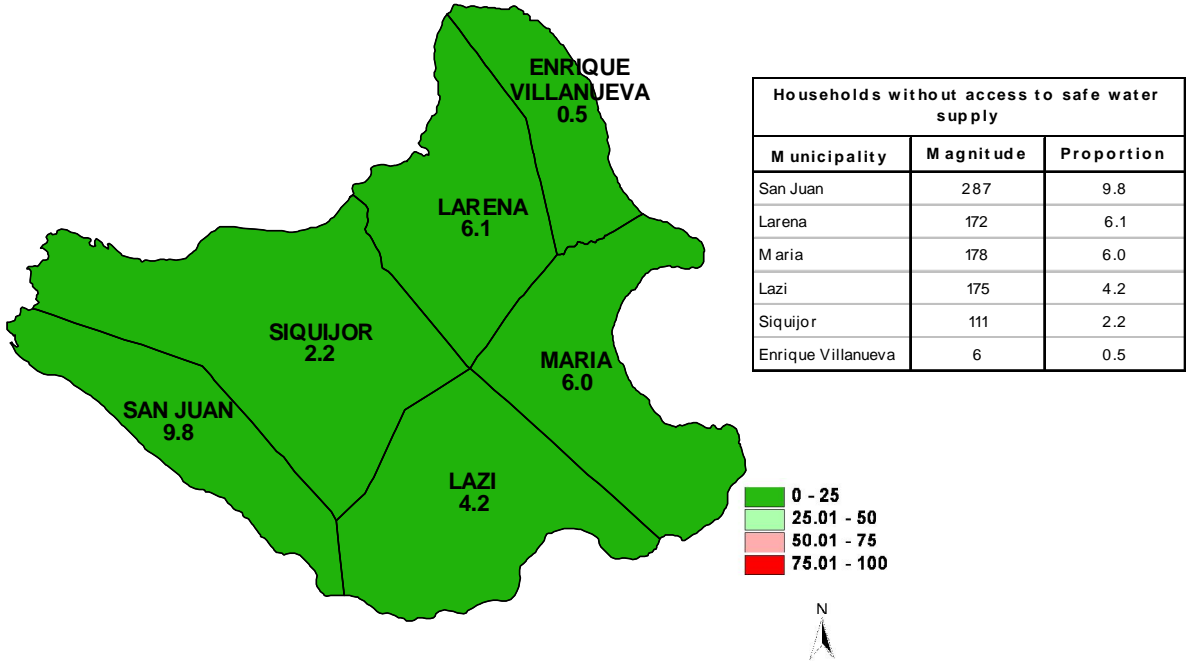 ENRIQUE
VILLANUEVA
0.5
LARENA
6.1
SIQUIJOR
2.2
MARIA
6.0
SAN JUAN
9.8
LAZI
4.2
Households without access to safe water
supply
Municipality Magnitude Proportion
San Juan 287 9.8
Larena 172 6.1
Maria 178 6.0
Lazi 175 4.2
Siquijor 111 2.2
Enrique Villanueva 6 0.5
0 - 25
25.01 - 50
50.01 - 75
75.01 - 100
N